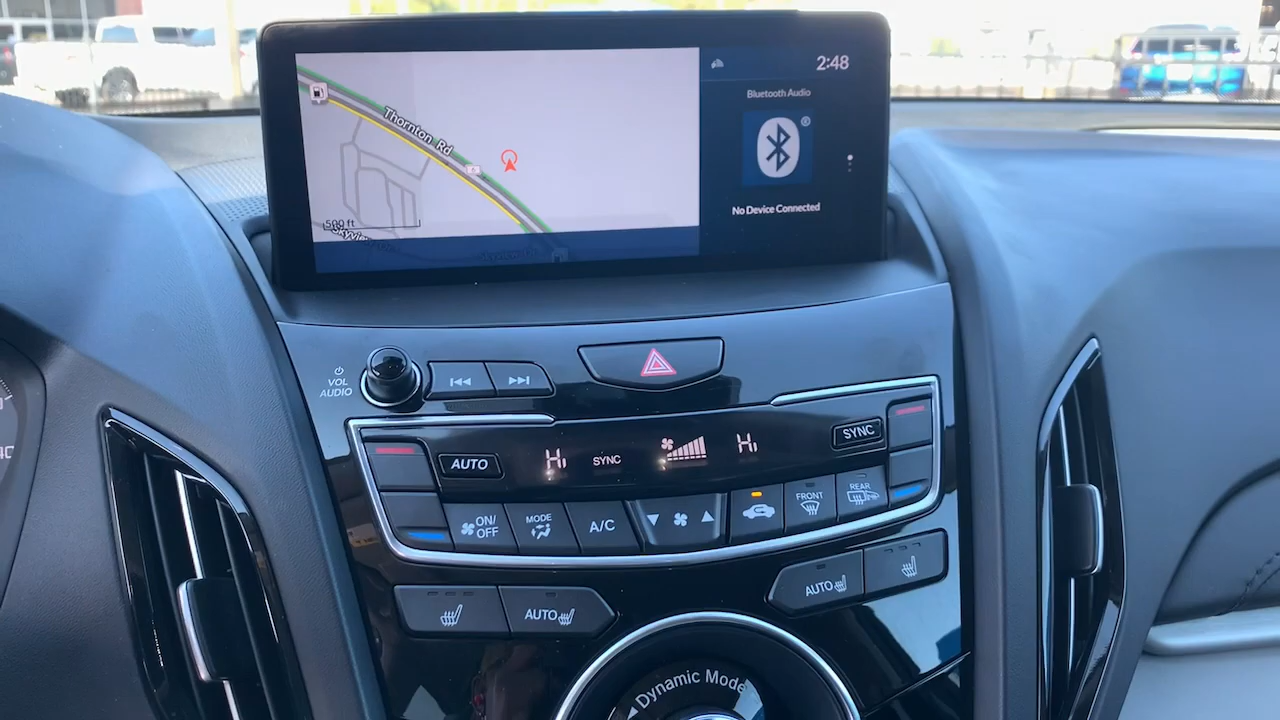 2:48
Bluetooth Audio
No Device Connected
Thornton Rd
500 ft
VOL
AUDIO
AUTO
Hi
SYNC
Hi
SYNC
ON/
OFF
MODE
A/C
FRONT
REAR
AUTO
AUTO
Dynamic Mode